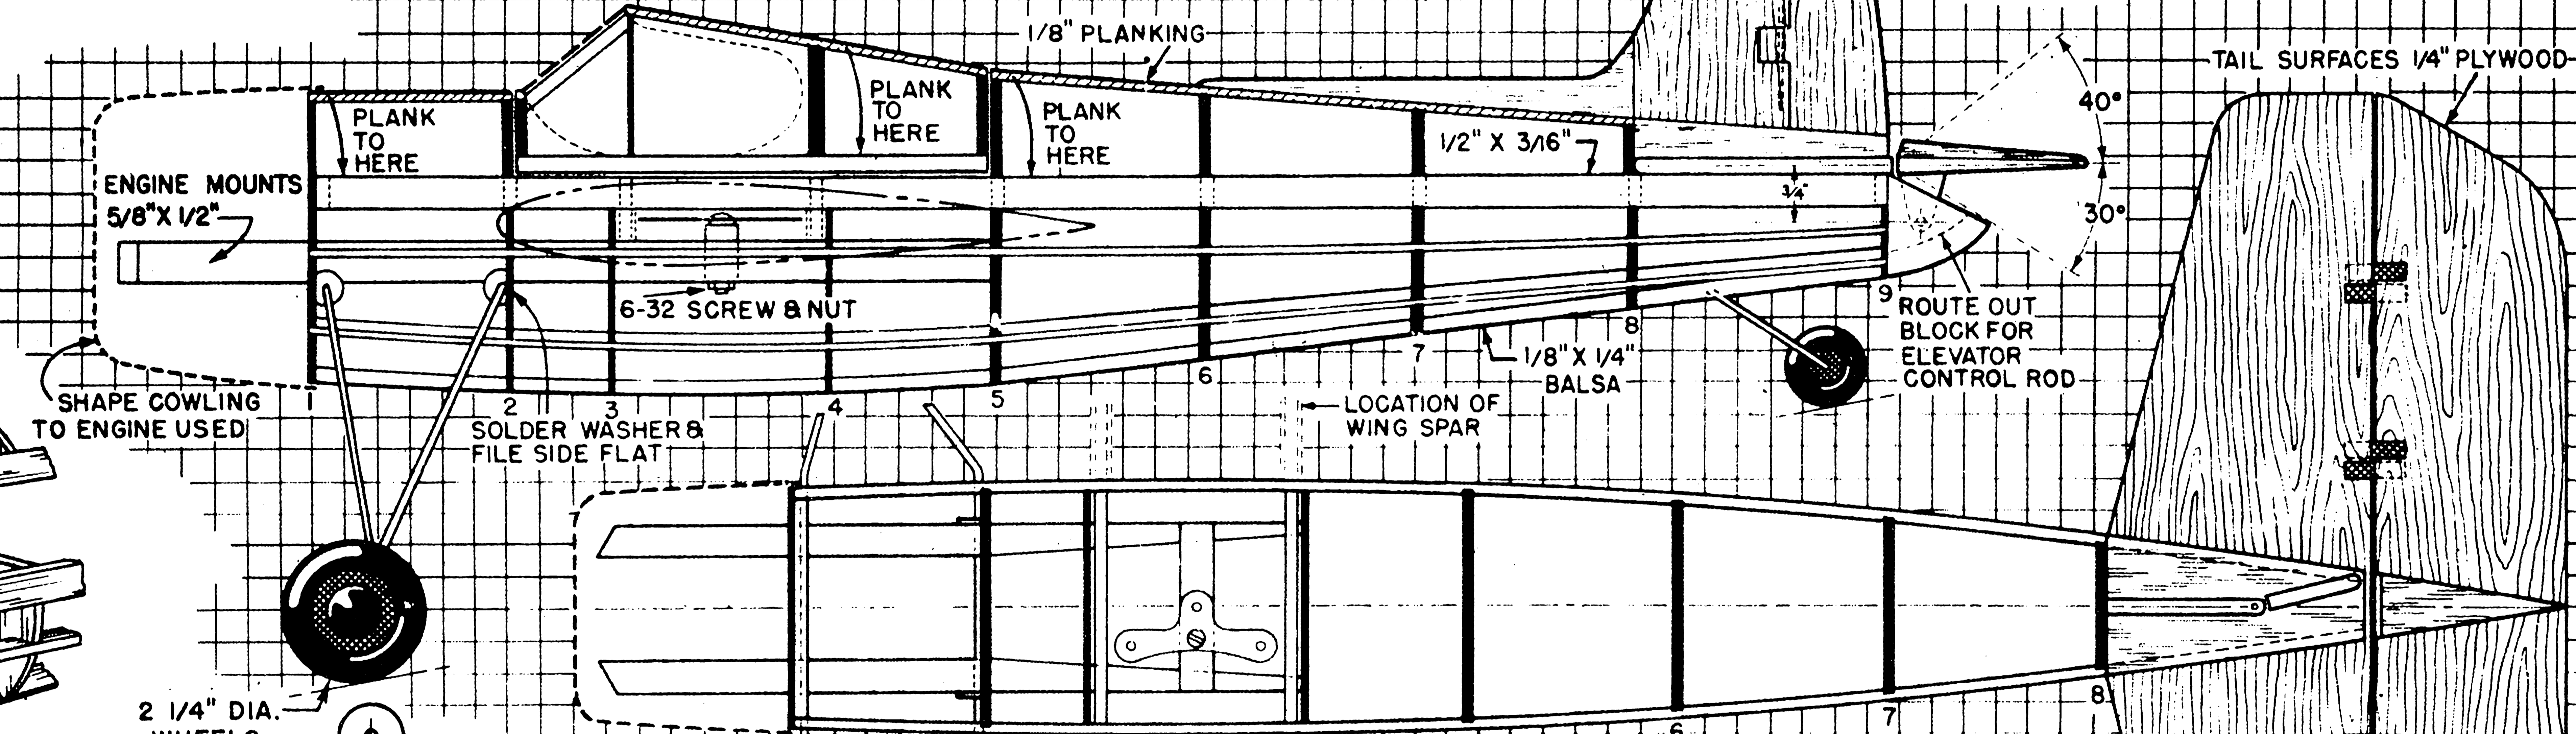 1/8" PLANKING
TAIL SURFACES 1/4" PLYWOOD
PLANK
TO
HERE
PLANK
TO
HERE
PLANK
TO
HERE
1/2" X 3/16"
40°
30°
3/4"
ENGINE MOUNTS
5/8" X 1/2"
6-32 SCREW & NUT
ROUTE OUT
BLOCK FOR
ELEVATOR
CONTROL ROD
1/8" X 1/4"
BALSA
SHAPE COWLING
TO ENGINE USED
2
3
4
5
6
7
8
9
SOLDER WASHER &
FILE SIDE FLAT
LOCATION OF
WING SPAR
2 1/4" DIA.
WHEELS
6
7
8